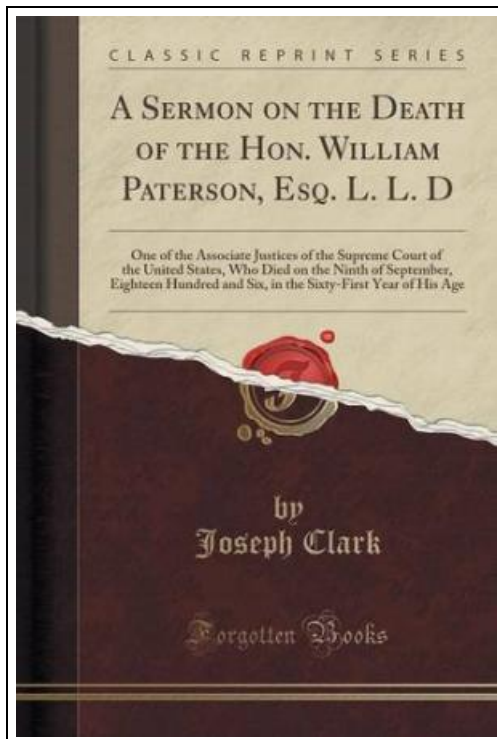 CLASSIC REPRINT SERIES
A SERMON ON THE DEATH
OF THE HON. WILLIAM
PATERSON, ESQ. L. L. D
One of the Associate Justices of the Supreme Court of
the United States, Who Died on the Ninth of September,
Eighteen Hundred and Six, in the Sixty-First Year of His Age
by
Joseph Clark
Forgotten Books